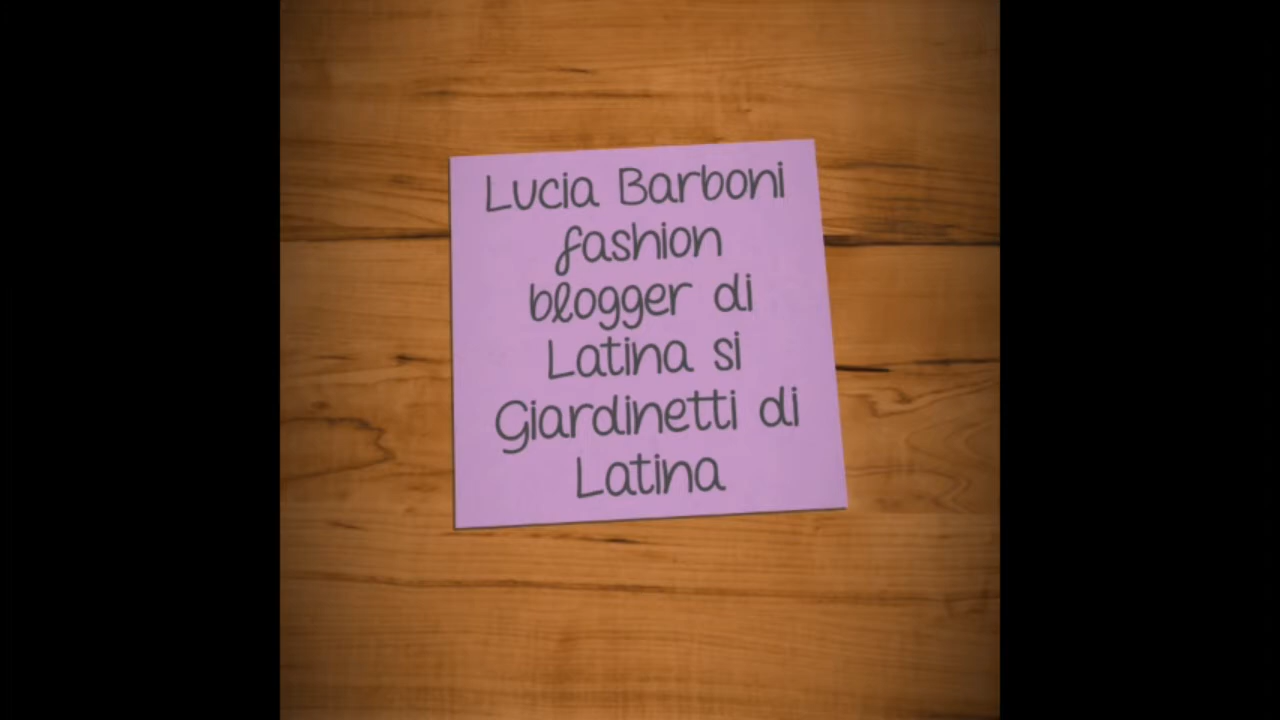 Lucia Barboni
fashion
blogger di
Latina si
Giardinetti di
Latina